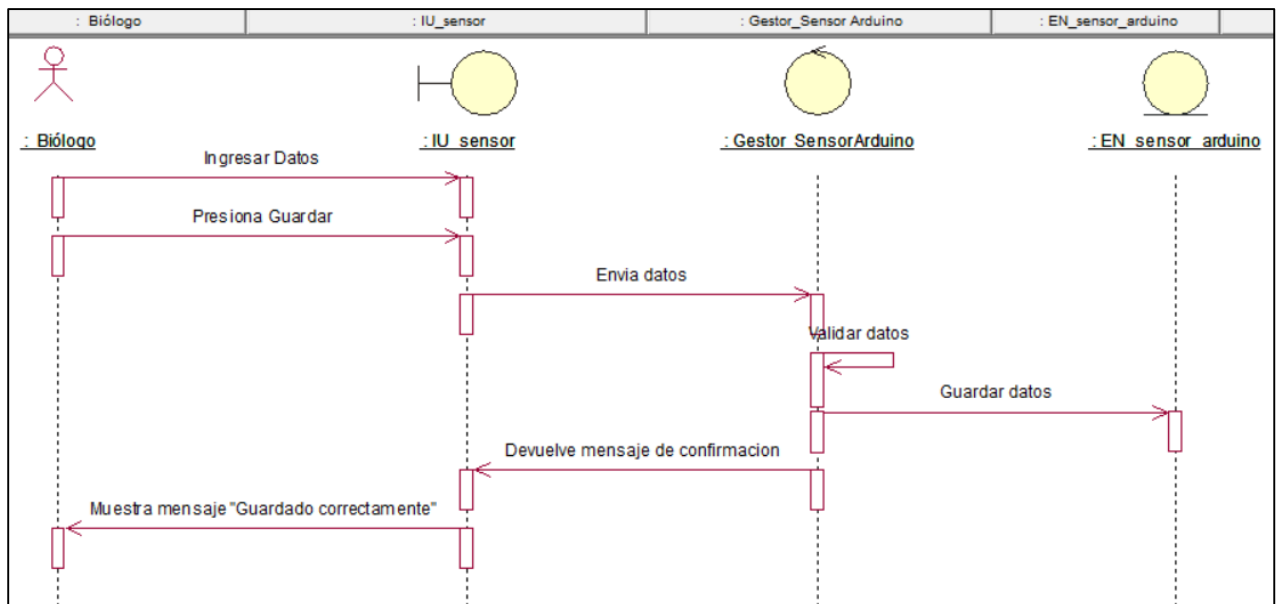 : Biólogo
: IU_sensor
: Gestor_Sensor Arduino
: EN_sensor_arduino
: Biólogo
: IU_sensor
: Gestor_SensorArduino
: EN_sensor_arduino
Ingresar Datos
Presiona Guardar
Envia datos
Validar datos
Guardar datos
Devuelve mensaje de confirmacion
Muestra mensaje "Guardado correctamente"